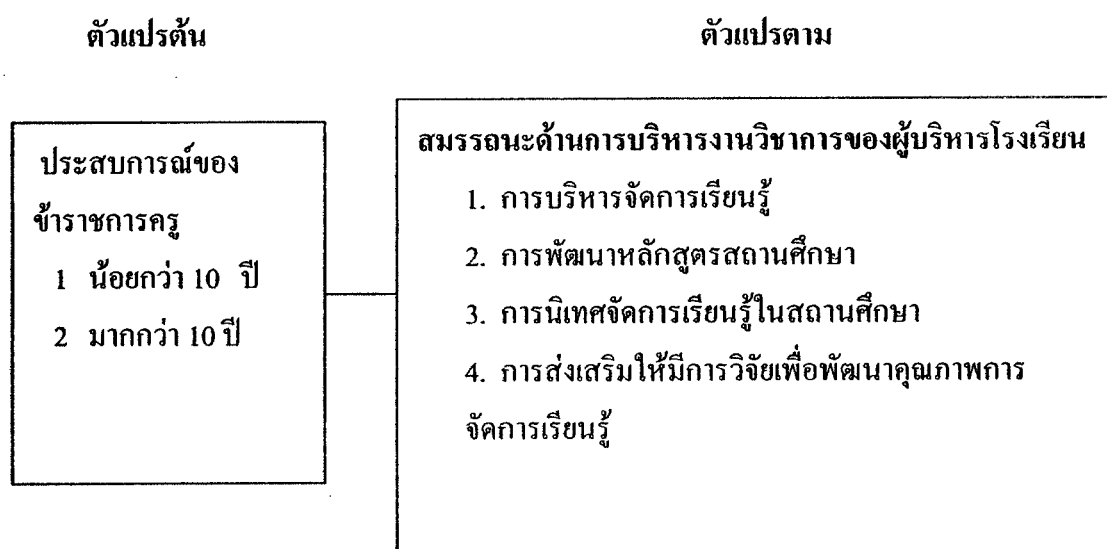 ตัวแปรต้น
ตัวแปรตาม
ประสบการณ์ของ
ข้าราชการครู
1 น้อยกว่า 10 ปี
2 มากกว่า 10 ปี
สมรรถนะด้านการบริหารงานวิชาการของผู้บริหารโรงเรียน
1. การบริหารจัดการเรียนรู้
2. การพัฒนาหลักสูตรสถานศึกษา
3. การนิเทศจัดการเรียนรู้ในสถานศึกษา
4. การส่งเสริมให้มีการวิจัยเพื่อพัฒนาคุณภาพการ
จัดการเรียนรู้